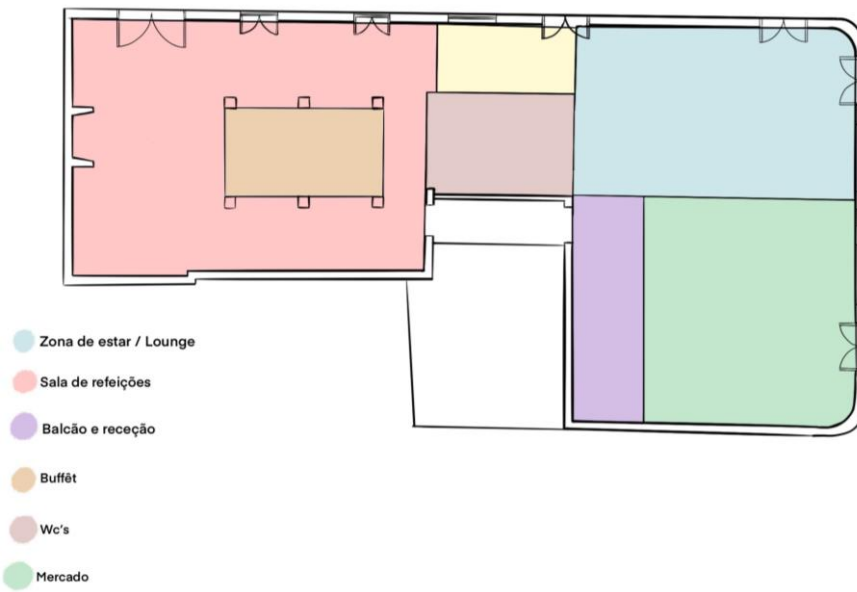 Zona de estar / Lounge
Sala de refeições
Balcão e receção
Buffêt
Wc's
Mercado